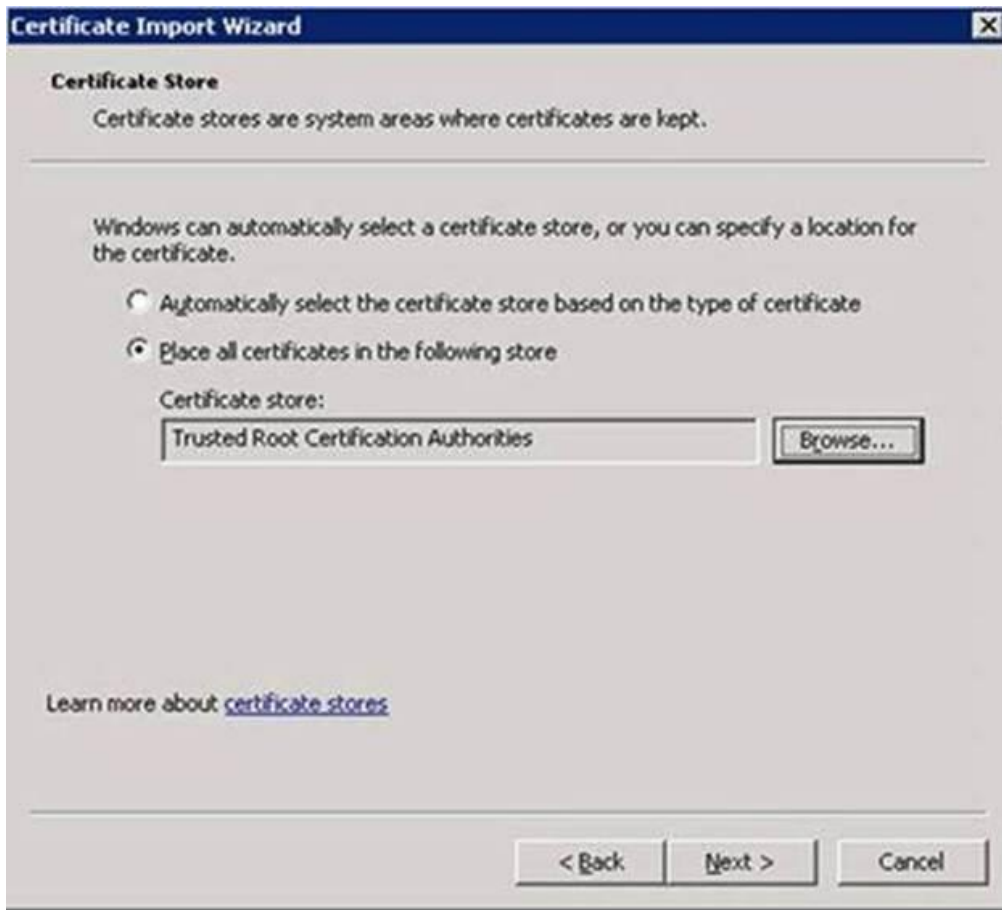 Certificate Import Wizard
Certificate Store
Certificate stores are system areas where certificates are kept.
Windows can automatically select a certificate store, or you can specify a location for
the certificate.
Automatically select the certificate store based on the type of certificate
Place all certificates in the following store
Certificate store:
Trusted Root Certification Authorities
Browse...
Learn more about certificate stores
< Back
Next >
Cancel